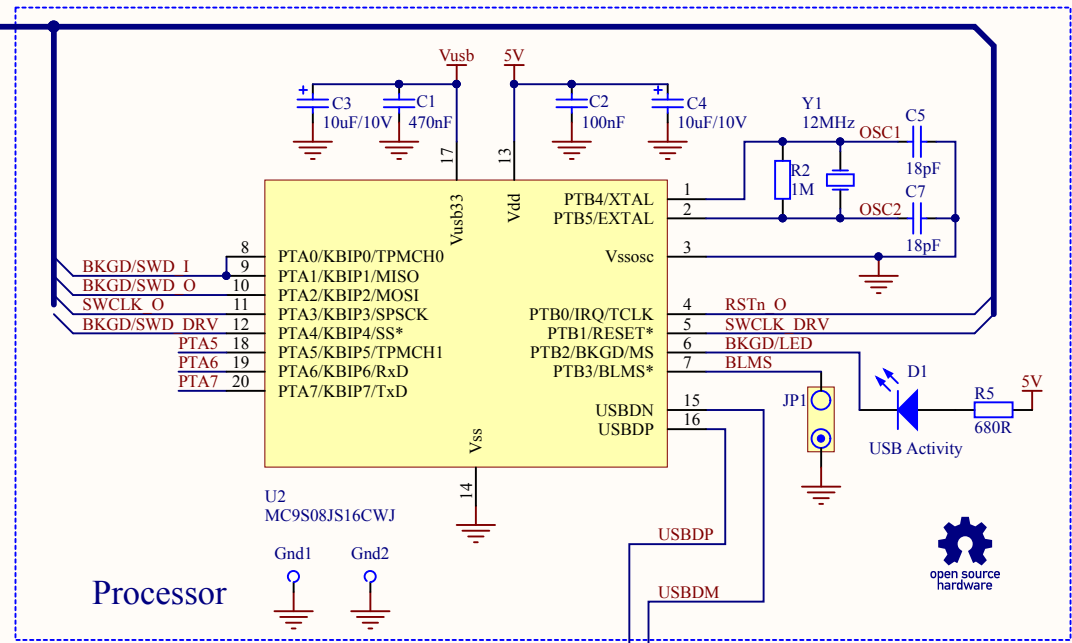 Vusb
5V
+
C3
10uF/10V
C1
470nF
C2
100nF
+
C4
10uF/10V
Y1
12MHz
OSC1
C5
18pF
R2
1M
OSC2
C7
18pF
17
13
Vusb33
Vdd
PTB4/XTAL 1
PTB5/EXTAL 2
Vssosc 3
BKGD/SWD_I
BKGD/SWD_O
SWCLK_O
BKGD/SWD_DRV
PTA5
PTA6
PTA7
8 PTA0/KBIP0/TPMCH0
9 PTA1/KBIP1/MISO
10 PTA2/KBIP2/MOSI
11 PTA3/KBIP3/SPSCK
12 PTA4/KBIP4/SS*
18 PTA5/KBIP5/TPMCH1
19 PTA6/KBIP6/RxD
20 PTA7/KBIP7/TxD
PTB0/IRQ/TCLK 4 RSTn_O
PTB1/RESET* 5 SWCLK_DRV
PTB2/BKGD/MS 6 BKGD/LED
PTB3/BLMS* 7 BLMS
USBDN 15
USBDP 16
JP1
D1
USB Activity
R5
680R
5V
Vss
14
U2
MC9S08JS16CWJ
Gnd1
Gnd2
USBDP
USBDM
Processor
open source
hardware